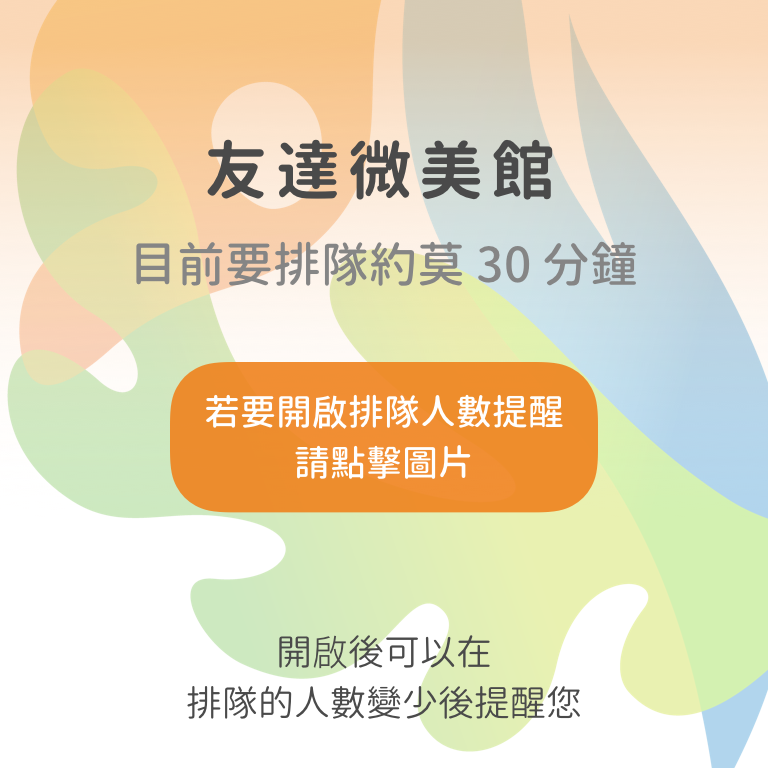 友達微美館
目前要排隊約莫 30 分鐘
若要開啟排隊人數提醒
請點擊圖片
開啟後可以在
排隊的人數變少後提醒您